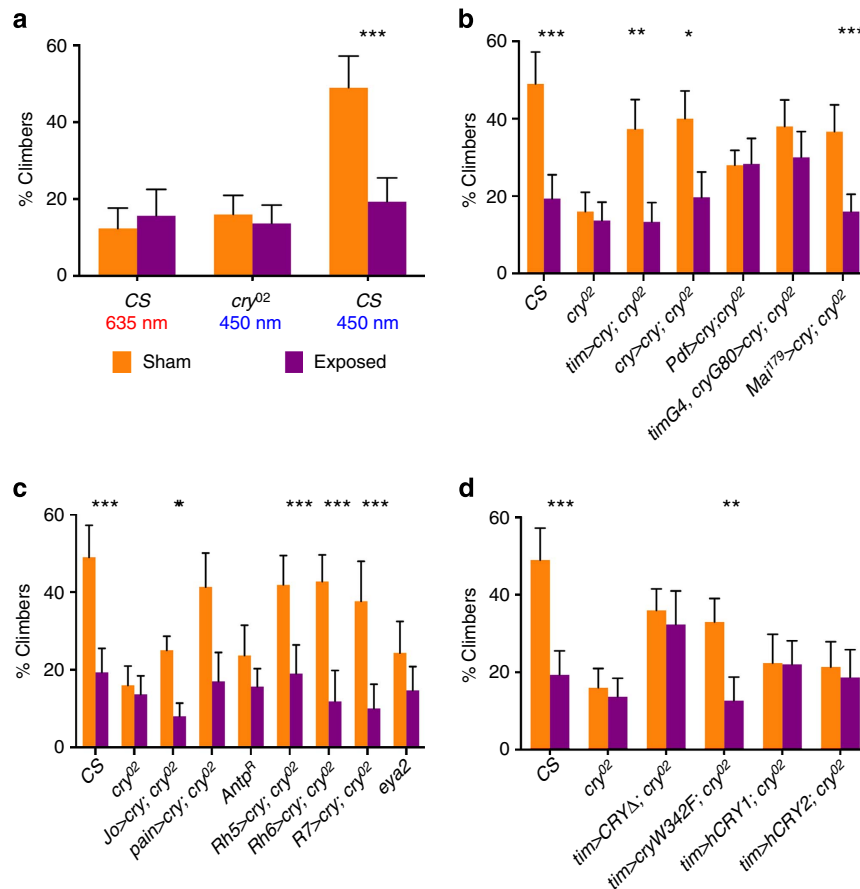 a
% Climbers
60
40
20
0
***
CS
635 nm
cry02
450 nm
CS
450 nm
Sham
Exposed
b
% Climbers
60
40
20
0
***
**
*
***
CS
cry02
tim>cry; cry02
cry>cry; cry02
Pdf>cry;cry02
timG4, cryG80>cry; cry02
Mai179>cry; cry02
c
% Climbers
60
40
20
0
***
**
***
***
***
CS
cry02
Jo>cry; cry02
pain>cry; cry02
AntpR
Rh5>cry; cry02
Rh6>cry; cry02
R7>cry; cry02
eya2
d
% Climbers
60
40
20
0
***
**
CS
cry02
tim>CRYΔ; cry02
tim>cryW342F; cry02
tim>hCRY1; cry02
tim>hCRY2; cry02